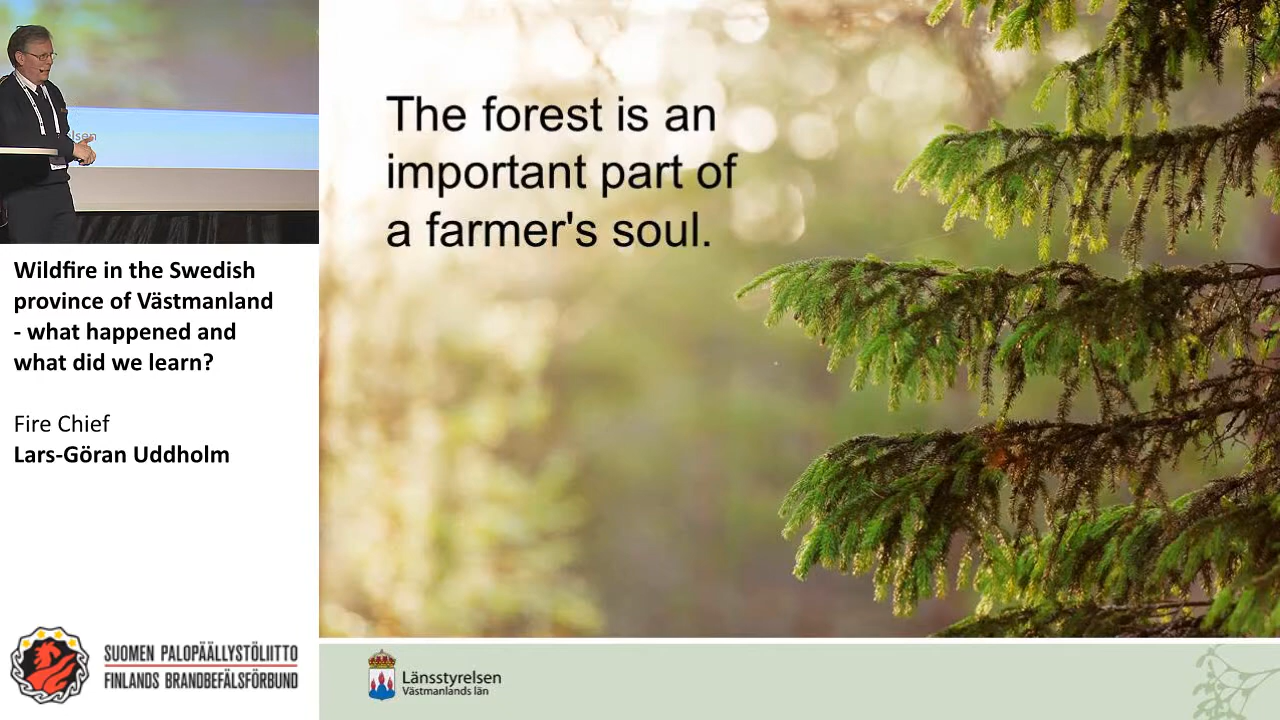 elsen
Wildfire in the Swedish
province of Västmanland
- what happened and
what did we learn?
Fire Chief
Lars-Göran Uddholm
SUOMEN PALOPÄÄLLYSTÖLIITTO
FINLANDS BRANDBEFÄLSFÖRBUND
The forest is an
important part of
a farmer's soul.
Länsstyrelsen
Västmanlands län